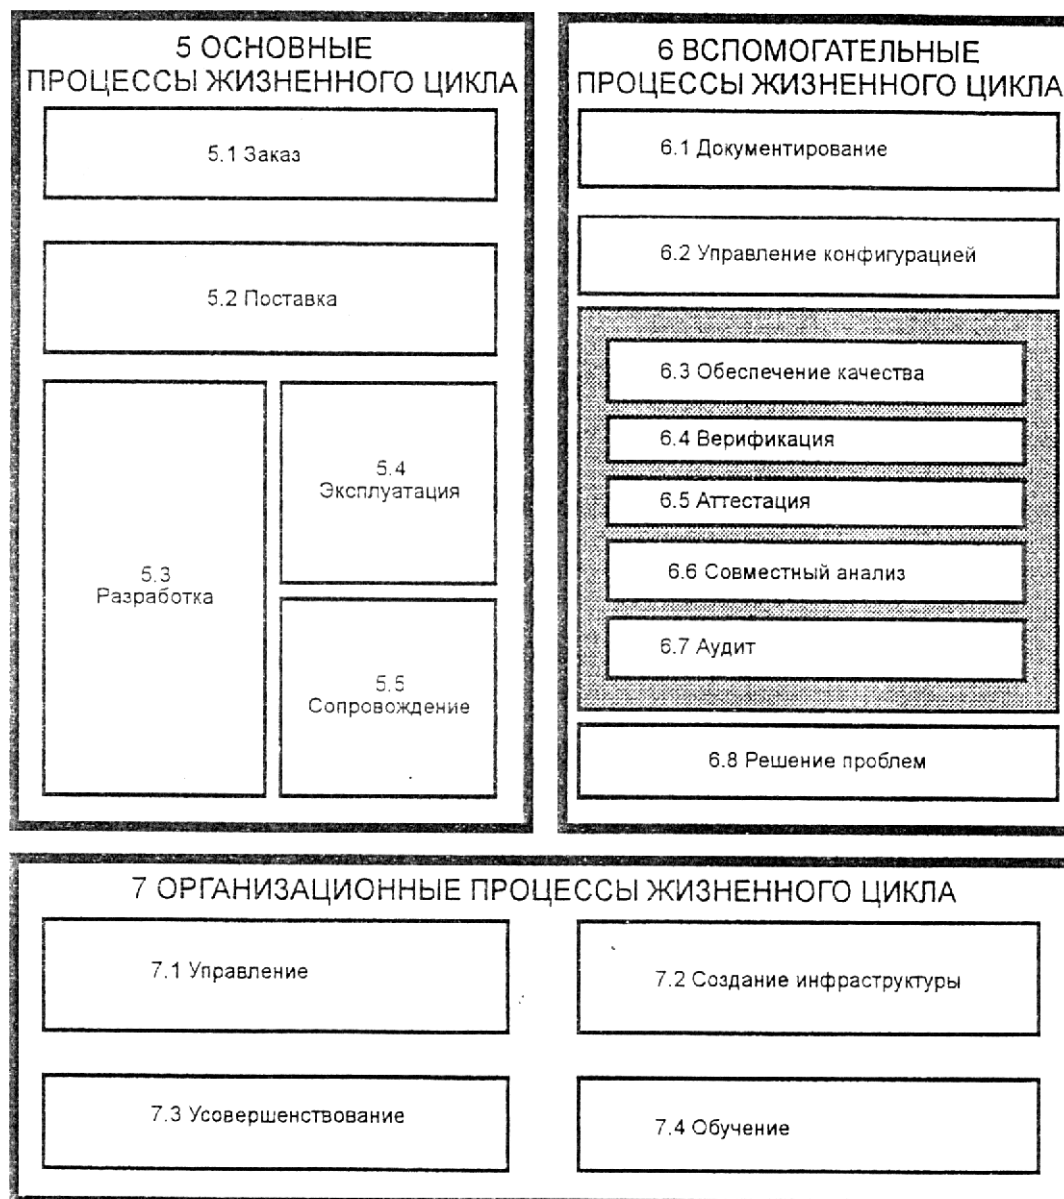 5 ОСНОВНЫЕ
ПРОЦЕССЫ ЖИЗНЕННОГО ЦИКЛА
5.1 Заказ
5.2 Поставка
5.3
Разработка
5.4
Эксплуатация
5.5
Сопровождение
6 ВСПОМОГАТЕЛЬНЫЕ
ПРОЦЕССЫ ЖИЗНЕННОГО ЦИКЛА
6.1 Документирование
6.2 Управление конфигурацией
6.3 Обеспечение качества
6.4 Верификация
6.5 Аттестация
6.6 Совместный анализ
6.7 Аудит
6.8 Решение проблем
7 ОРГАНИЗАЦИОННЫЕ ПРОЦЕССЫ ЖИЗНЕННОГО ЦИКЛА
7.1 Управление
7.2 Создание инфраструктуры
7.3 Усовершенствование
7.4 Обучение